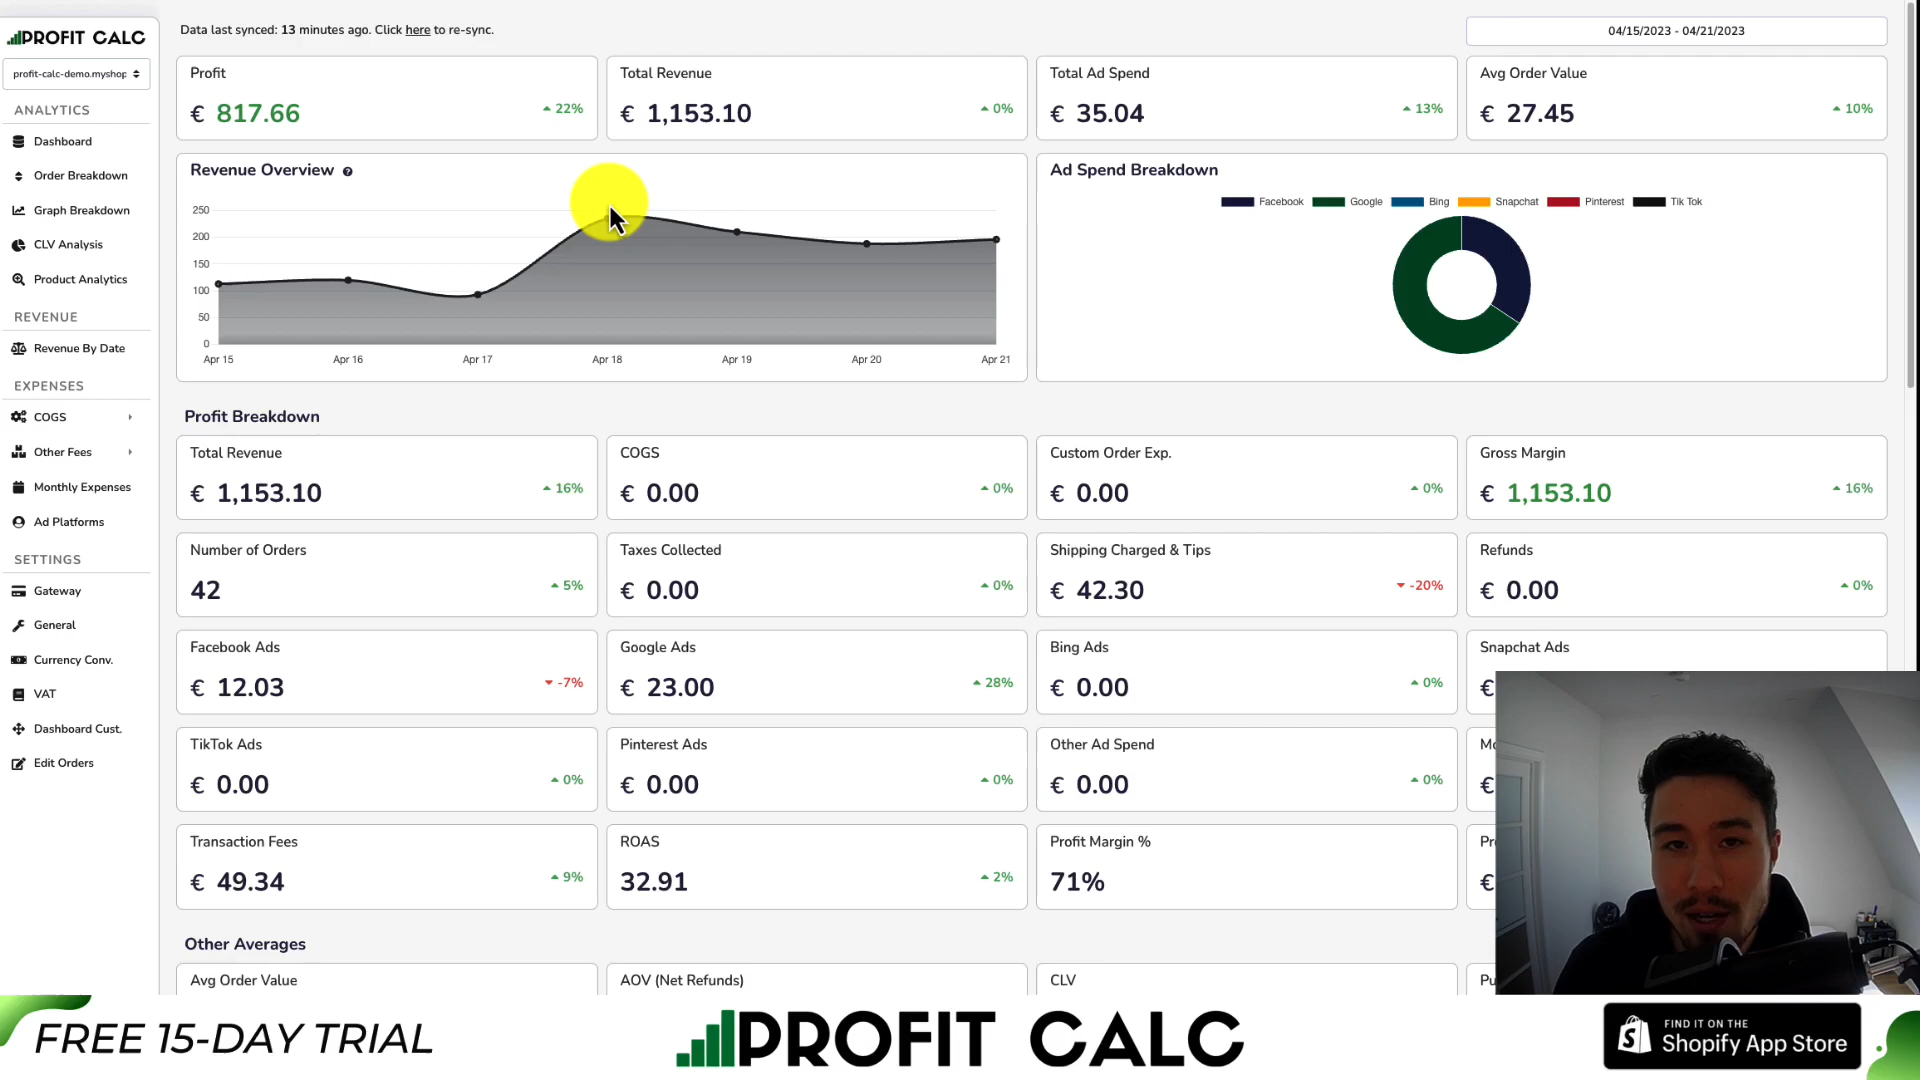 PROFIT CALC
profit-calc-demo.myshop
ANALYTICS
Dashboard
Order Breakdown
Graph Breakdown
CLV Analysis
Product Analytics
REVENUE
Revenue By Date
EXPENSES
COGS
Other Fees
Monthly Expenses
Ad Platforms
SETTINGS
Gateway
General
Currency Conv.
VAT
Dashboard Cust.
Edit Orders
Data last synced: 13 minutes ago. Click here to re-sync.
04/15/2023 - 04/21/2023
Profit
€ 817.66
22%
Total Revenue
€ 1,153.10
0%
Total Ad Spend
€ 35.04
13%
Avg Order Value
€ 27.45
10%
Revenue Overview ?
250
200
150
100
50
0
Apr 15 Apr 16 Apr 17 Apr 18 Apr 19 Apr 20 Apr 21
Ad Spend Breakdown
Facebook Google Bing Snapchat Pinterest Tik Tok
Profit Breakdown
Total Revenue
€ 1,153.10
16%
COGS
€ 0.00
0%
Custom Order Exp.
€ 0.00
0%
Gross Margin
€ 1,153.10
16%
Number of Orders
42
5%
Taxes Collected
€ 0.00
0%
Shipping Charged & Tips
€ 42.30
-20%
Refunds
€ 0.00
0%
Facebook Ads
€ 12.03
-7%
Google Ads
€ 23.00
28%
Bing Ads
€ 0.00
0%
Snapchat Ads
€
TikTok Ads
€ 0.00
0%
Pinterest Ads
€ 0.00
0%
Other Ad Spend
€ 0.00
0%
€
Transaction Fees
€ 49.34
9%
ROAS
32.91
2%
Profit Margin %
71%
€
Other Averages
Avg Order Value
AOV (Net Refunds)
CLV
FREE 15-DAY TRIAL
PROFIT CALC
FIND IT ON THE
Shopify App Store